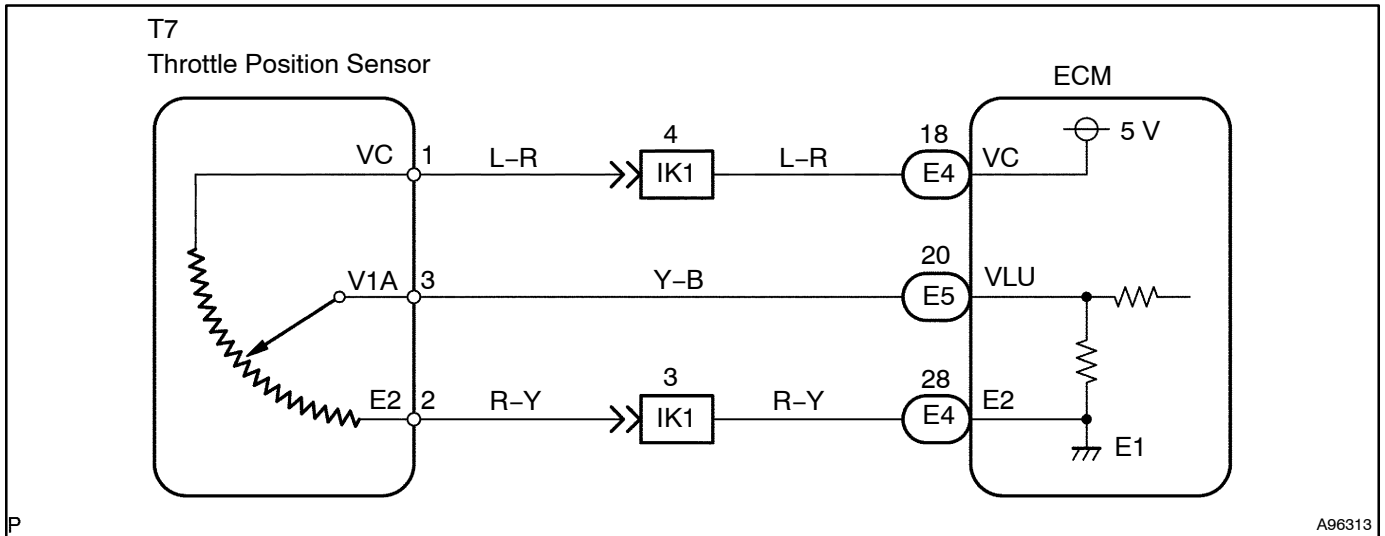 T7
Throttle Position Sensor
ECM
5 V
VC 1 L–R 4 IK1 L–R 18 E4 VC
V1A 3 Y–B 20 E5 VLU
E2 2 R–Y 3 IK1 R–Y 28 E4 E2
E1
P
A96313